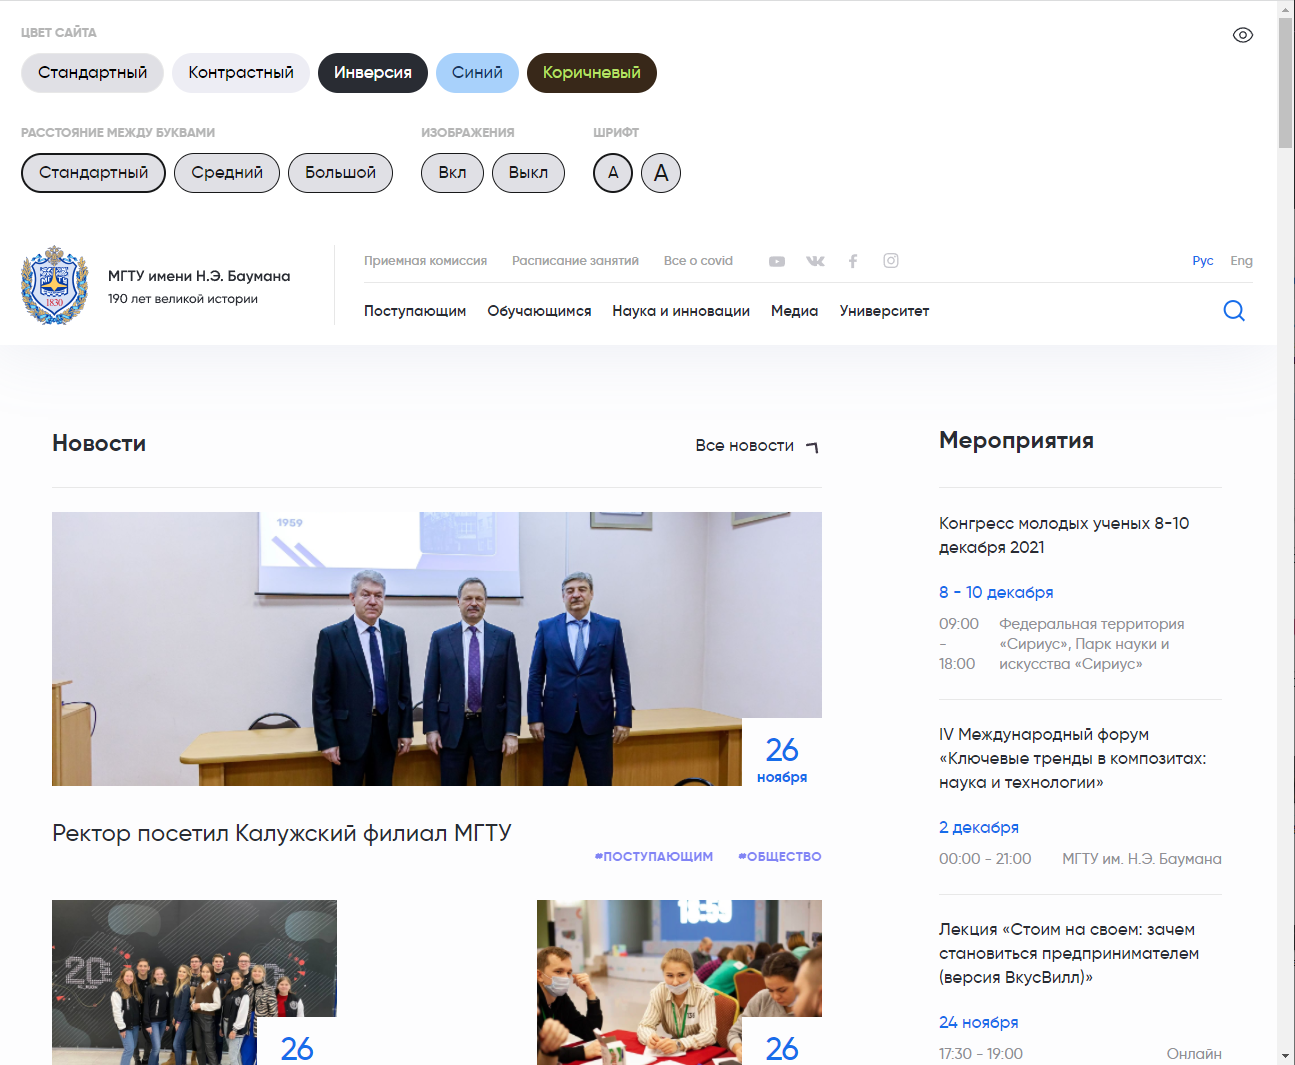 ЦВЕТ САЙТА
Стандартный Контрастный Инверсия Синий Коричневый
РАССТОЯНИЕ МЕЖДУ БУКВАМИ ИЗОБРАЖЕНИЯ ШРИФТ
Стандартный Средний Большой Вкл Выкл А А
1830
МГТУ имени Н.Э. Баумана
190 лет великой истории
Приемная комиссия Расписание занятий Все о covid Рус Eng
Поступающим Обучающимся Наука и инновации Медиа Университет
Новости
Все новости
1959
26
ноября
Ректор посетил Калужский филиал МГТУ
#ПОСТУПАЮЩИМ #ОБЩЕСТВО
26
18:59
26
Мероприятия
Конгресс молодых ученых 8-10
декабря 2021
8 - 10 декабря
09:00
-
18:00
Федеральная территория
«Сириус», Парк науки и
искусства «Сириус»
IV Международный форум
«Ключевые тренды в композитах:
наука и технологии»
2 декабря
00:00 - 21:00 МГТУ им. Н.Э. Баумана
Лекция «Стоим на своем: зачем
становиться предпринимателем
(версия ВкусВилл)»
24 ноября
17:30 - 19:00 Онлайн